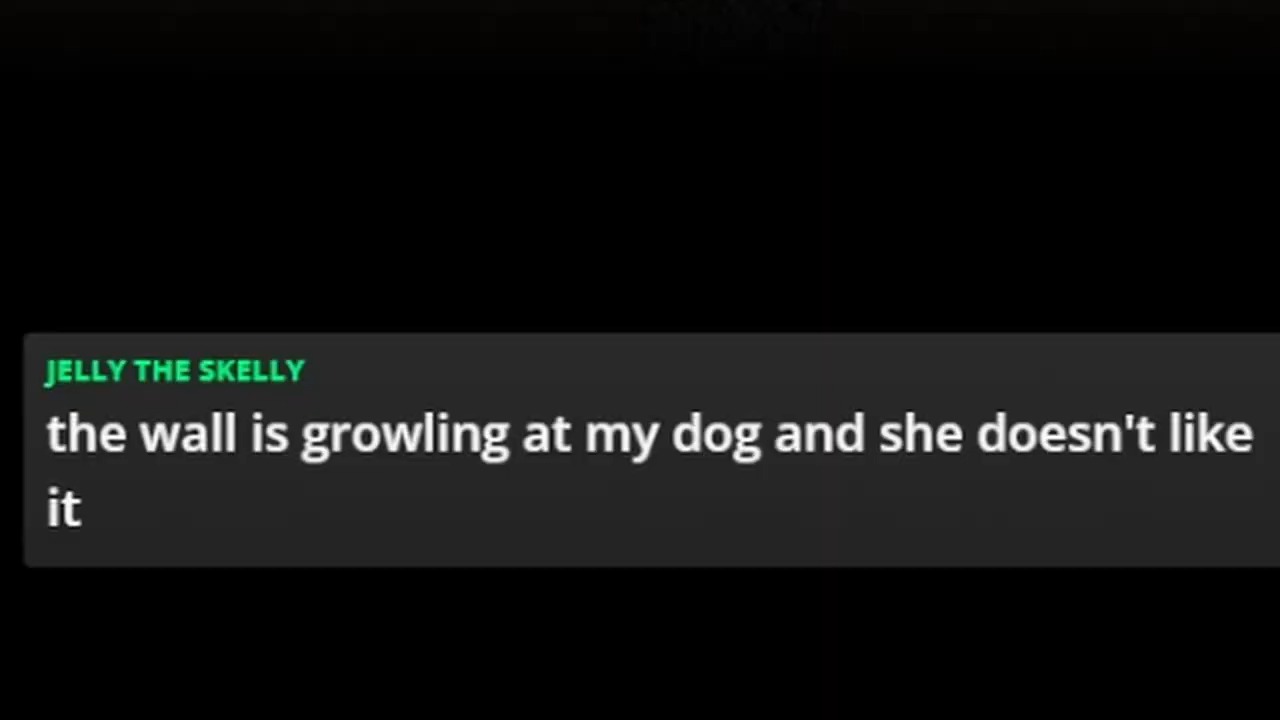 JELLY THE SKELLY
the wall is growling at my dog and she doesn't like
it